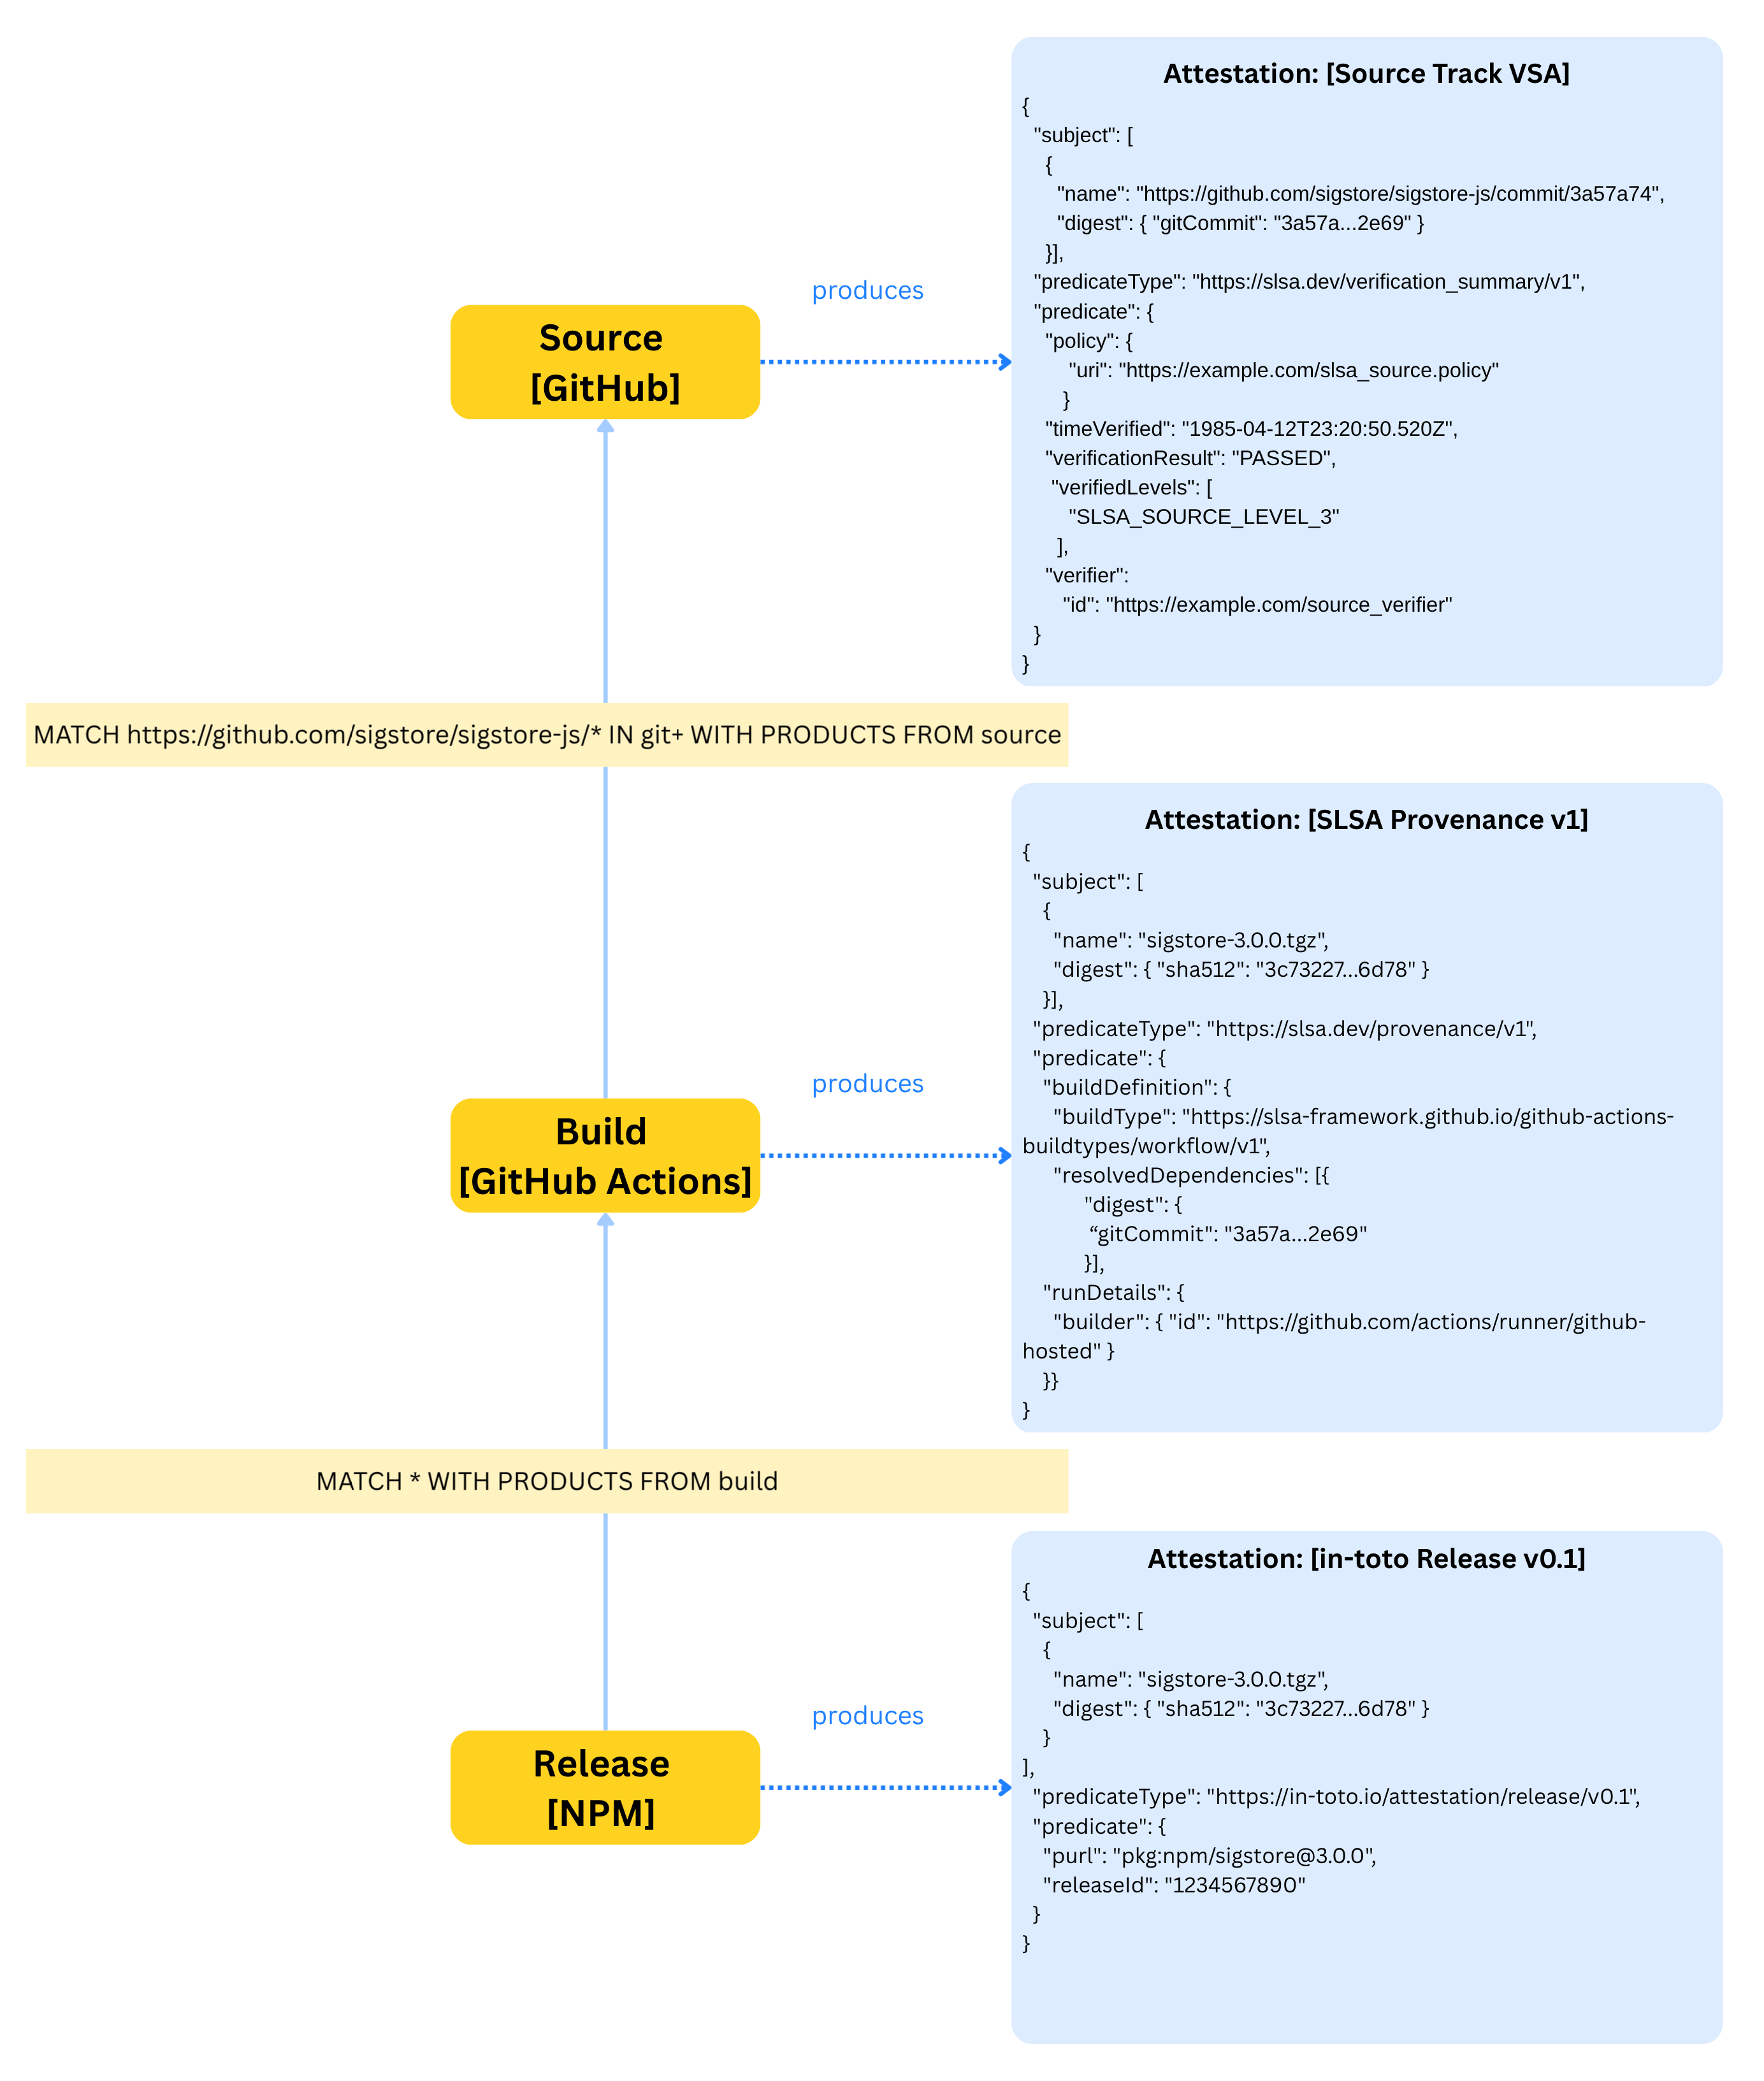 Attestation: [Source Track VSA]
{
"subject": [
{
"name": "https://github.com/sigstore/sigstore-js/commit/3a57a74",
"digest": { "gitCommit": "3a57a...2e69" }
}],
"predicateType": "https://slsa.dev/verification_summary/v1",
"predicate": {
"policy": {
"uri": "https://example.com/slsa_source.policy"
}
"timeVerified": "1985-04-12T23:20:50.520Z",
"verificationResult": "PASSED",
"verifiedLevels": [
"SLSA_SOURCE_LEVEL_3"
],
"verifier":
"id": "https://example.com/source_verifier"
}
}
produces
Source
[GitHub]
MATCH https://github.com/sigstore/sigstore-js/* IN git+ WITH PRODUCTS FROM source
Attestation: [SLSA Provenance v1]
{
"subject": [
{
"name": "sigstore-3.0.0.tgz",
"digest": { "sha512": "3c73227...6d78" }
}],
"predicateType": "https://slsa.dev/provenance/v1",
"predicate": {
"buildDefinition": {
"buildType": "https://slsa-framework.github.io/github-actions-
buildtypes/workflow/v1",
"resolvedDependencies": [{
"digest": {
“gitCommit": "3a57a...2e69"
}],
"runDetails": {
"builder": { "id": "https://github.com/actions/runner/github-
hosted" }
}}
}
produces
Build
[GitHub Actions]
MATCH * WITH PRODUCTS FROM build
Attestation: [in-toto Release v0.1]
{
"subject": [
{
"name": "sigstore-3.0.0.tgz",
"digest": { "sha512": "3c73227...6d78" }
}
],
"predicateType": "https://in-toto.io/attestation/release/v0.1",
"predicate": {
"purl": "pkg:npm/sigstore@3.0.0",
"releaseId": "1234567890"
}
}
produces
Release
[NPM]